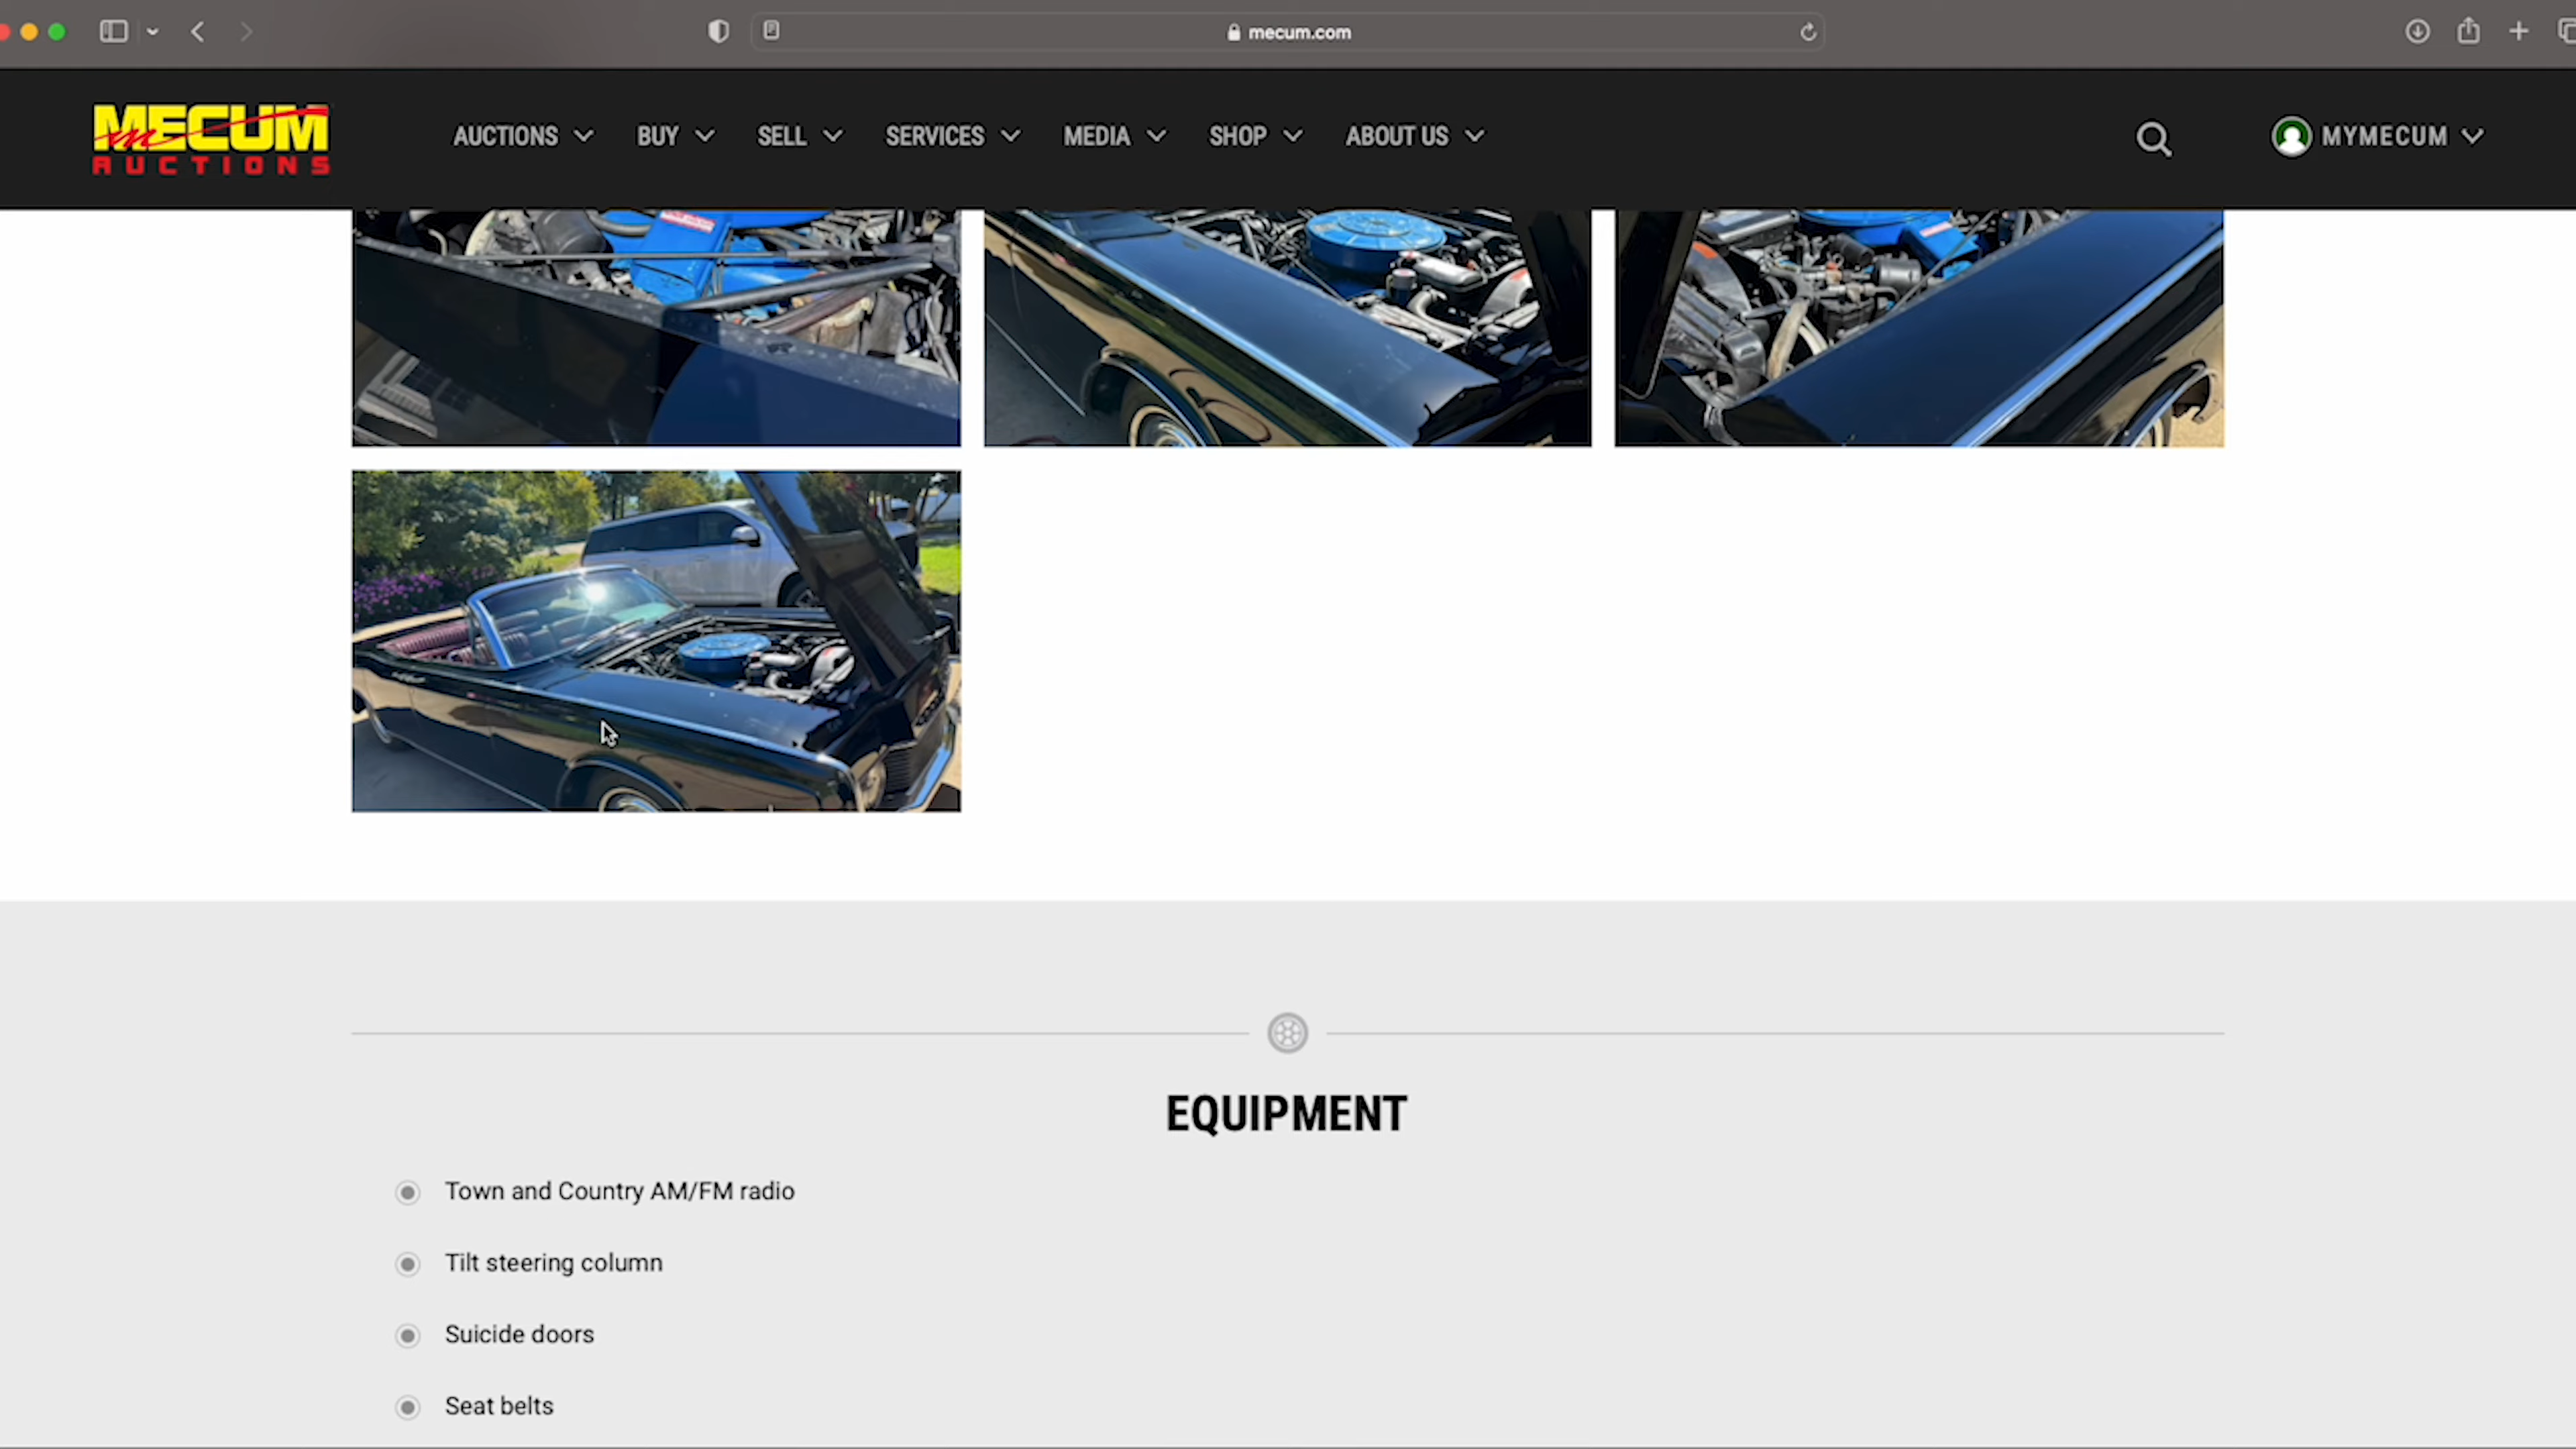 mecum.com
MECUM
AUCTIONS
AUCTIONS BUY SELL SERVICES MEDIA SHOP ABOUT US MYMECUM
EQUIPMENT
Town and Country AM/FM radio
Tilt steering column
Suicide doors
Seat belts